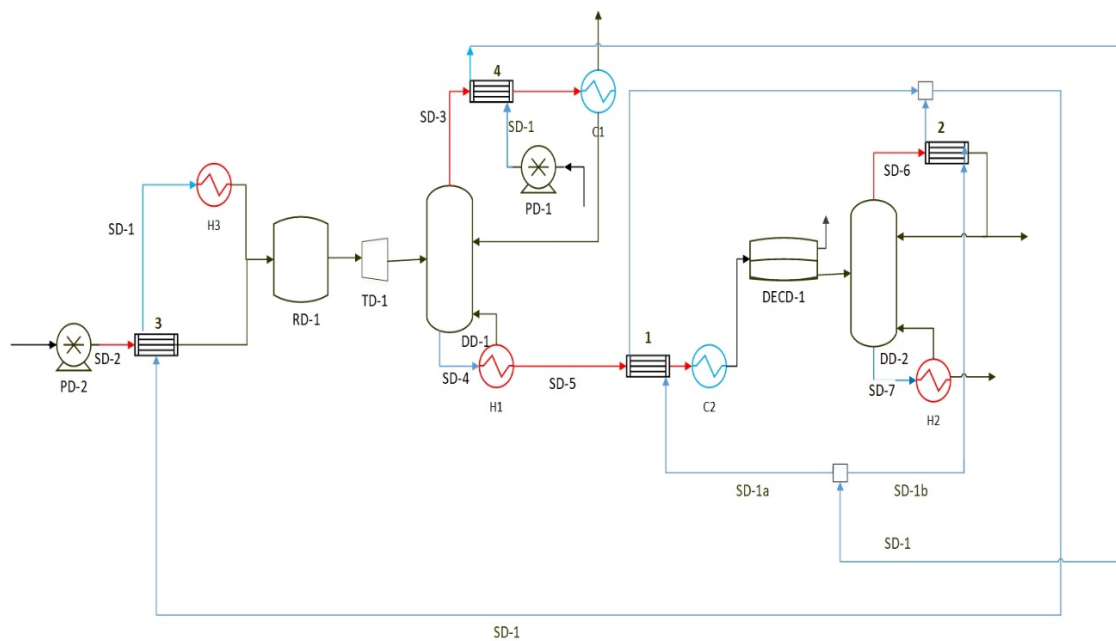 4
SD-3
SD-1
C1
2
SD-6
H3
PD-1
SD-1
DECD-1
RD-1
TD-1
3
1
DD-1
DD-2
SD-2
SD-4
SD-5
SD-7
PD-2
H1
C2
H2
SD-1a
SD-1b
SD-1
SD-1